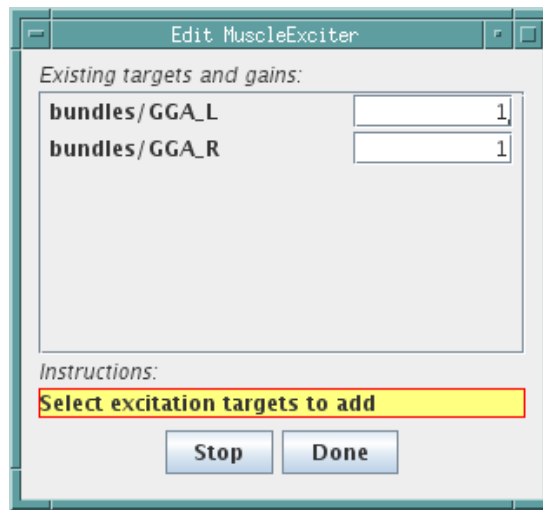 Edit MuscleExciter
Existing targets and gains:
bundles/GGA_L 1
bundles/GGA_R 1
Instructions:
Select excitation targets to add
Stop Done